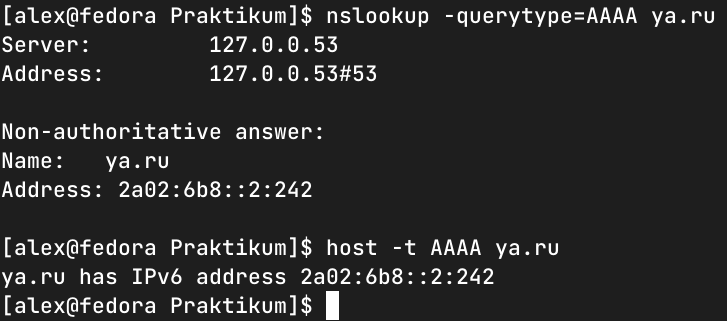 [alex@fedora Praktikum]$ nslookup -querytype=AAAA ya.ru
Server:         127.0.0.53
Address:        127.0.0.53#53

Non-authoritative answer:
Name:   ya.ru
Address: 2a02:6b8::2:242

[alex@fedora Praktikum]$ host -t AAAA ya.ru
ya.ru has IPv6 address 2a02:6b8::2:242
[alex@fedora Praktikum]$